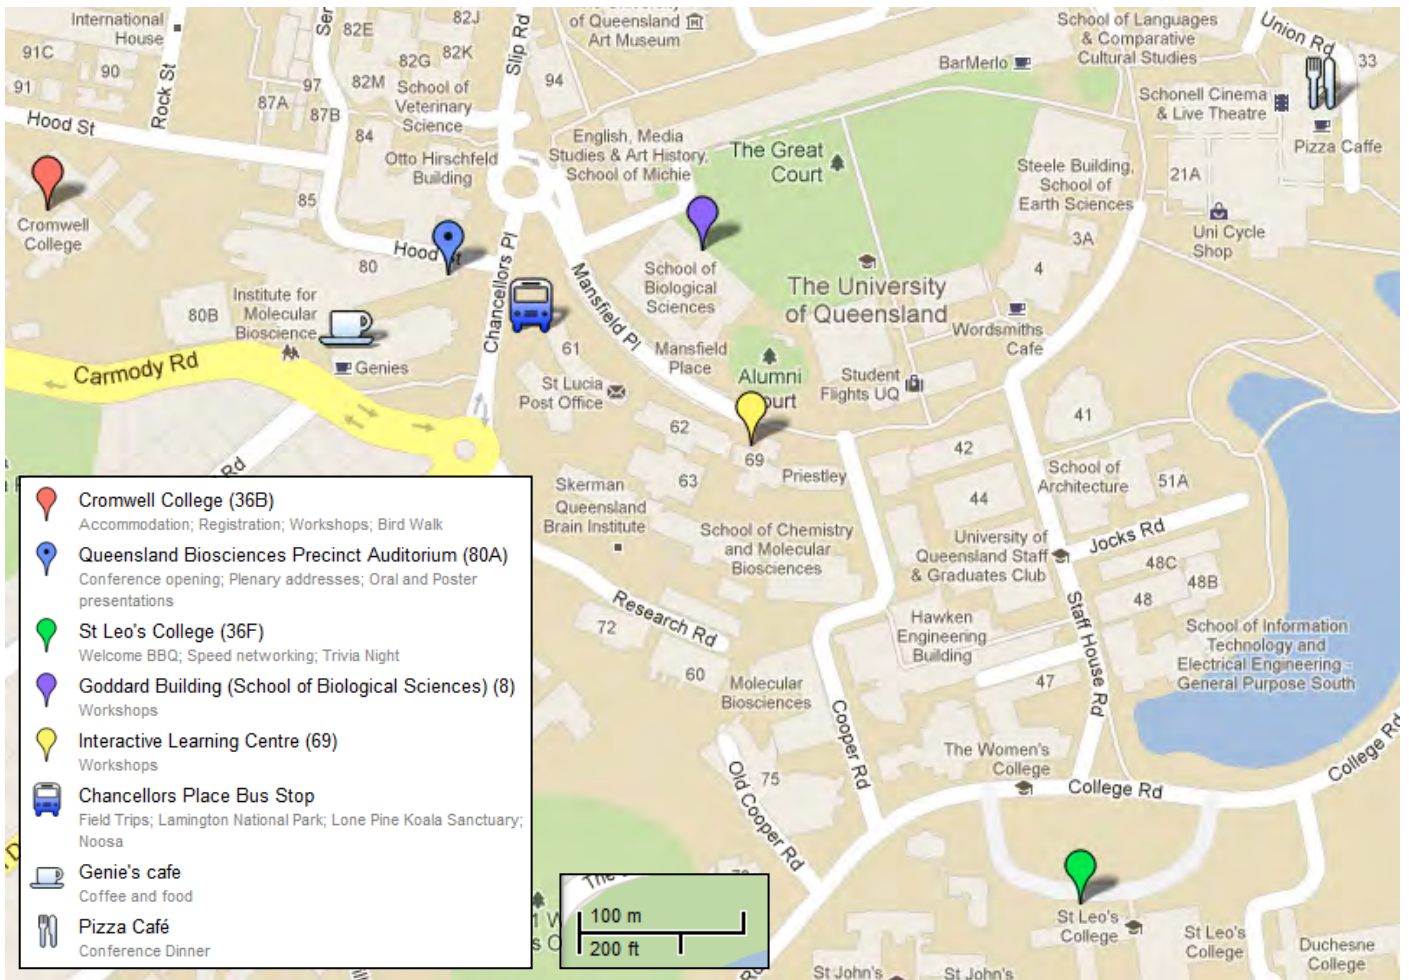 International
House
91C
90
91
Rock St
Hood St
Ser
82E
82J
82G
82K
82M
School of
Veterinary
Science
97
87A
87B
84
Otto Hirschfeld
Building
85
Slip Rd
94
of Queensland
Art Museum
English, Media
Studies & Art History,
School of Michie
The Great
Court
BarMerlo
School of Languages
& Comparative
Cultural Studies
Union Rd
33
Schonell Cinema
& Live Theatre
Pizza Caffe
Steele Building,
School of
Earth Sciences
21A
Uni Cycle
Shop
3A
4
Cromwell
College
80
Hood St
Chancellors Pl
Mansfield Pl
School of
Biological
Sciences
The University
of Queensland
Wordsmiths
Cafe
80B
Institute for
Molecular
Bioscience
Genies
Carmody Rd
61
St Lucia
Post Office
Mansfield
Place
Alumni
ourt
Student
Flights UQ
62
69
Priestley
63
Skerman
Queensland
Brain Institute
School of Chemistry
and Molecular
Biosciences
42
44
41
School of
Architecture
51A
University of
Queensland Staff
& Graduates Club
Jocks Rd
48C
48B
48
Rd
Research Rd
72
60
Molecular
Biosciences
Hawken
Engineering
Building
47
Staff House Rd
School of Information
Technology and
Electrical Engineering -
General Purpose South
Cooper Rd
Old Cooper Rd
75
The Women's
College
College Rd
College Rd
St Leo's
College
St Leo's
College
Duchesne
College
St John's
St John's
Cromwell College (36B)
Accommodation; Registration; Workshops; Bird Walk
Queensland Biosciences Precinct Auditorium (80A)
Conference opening; Plenary addresses; Oral and Poster
presentations
St Leo's College (36F)
Welcome BBQ; Speed networking; Trivia Night
Goddard Building (School of Biological Sciences) (8)
Workshops
Interactive Learning Centre (69)
Workshops
Chancellors Place Bus Stop
Field Trips; Lamington National Park; Lone Pine Koala Sanctuary;
Noosa
Genie's cafe
Coffee and food
Pizza Café
Conference Dinner
The
100 m
200 ft